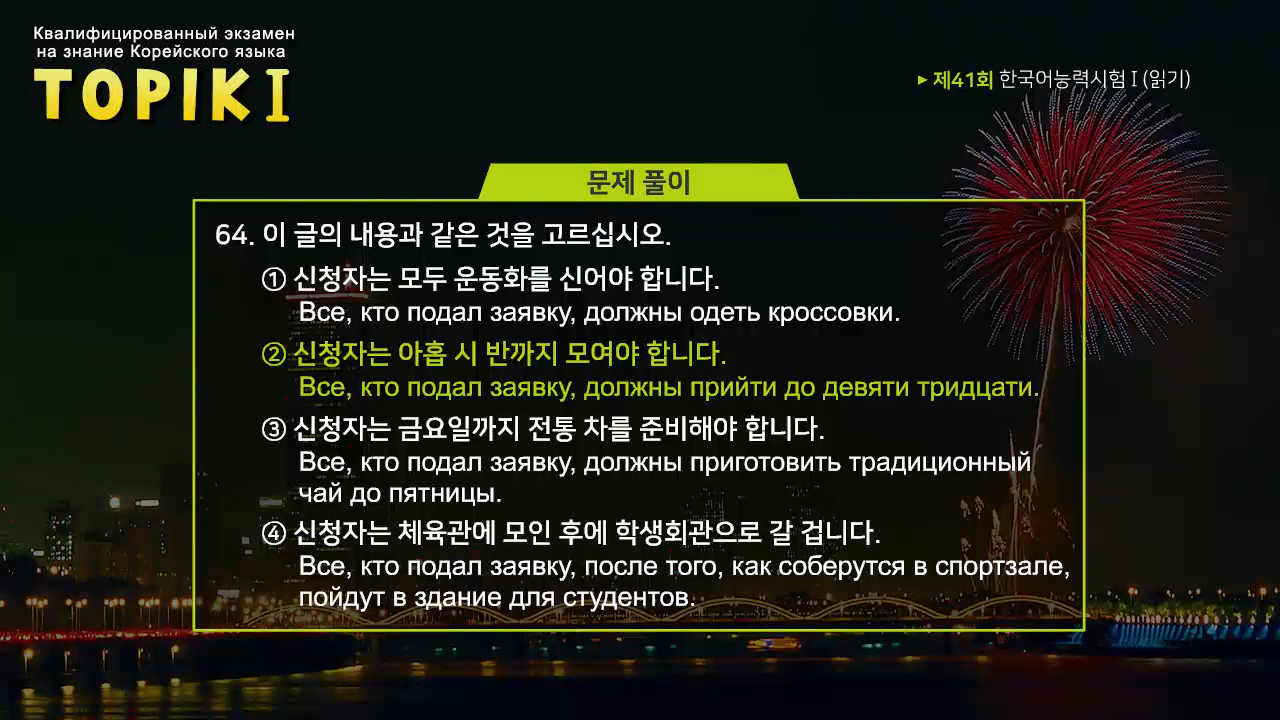 Квалифицированный экзамен
на знание Корейского языка
TOPIK I
▶ 제41회 한국어능력시험 I (읽기)
문제 풀이
64. 이 글의 내용과 같은 것을 고르십시오.
① 신청자는 모두 운동화를 신어야 합니다.
Все, кто подал заявку, должны одеть кроссовки.
② 신청자는 아홉 시 반까지 모여야 합니다.
Все, кто подал заявку, должны прийти до девяти тридцати.
③ 신청자는 금요일까지 전통 차를 준비해야 합니다.
Все, кто подал заявку, должны приготовить традиционный
чай до пятницы.
④ 신청자는 체육관에 모인 후에 학생회관으로 갈 겁니다.
Все, кто подал заявку, после того, как соберутся в спортзале,
пойдут в здание для студентов.